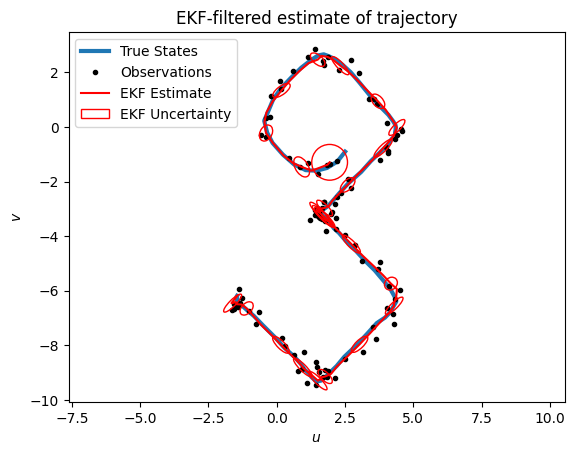 EKF-filtered estimate of trajectory
True States
Observations
EKF Estimate
EKF Uncertainty
v
2
0
−2
−4
−6
−8
−10
−7.5 −5.0 −2.5 0.0 2.5 5.0 7.5 10.0
u